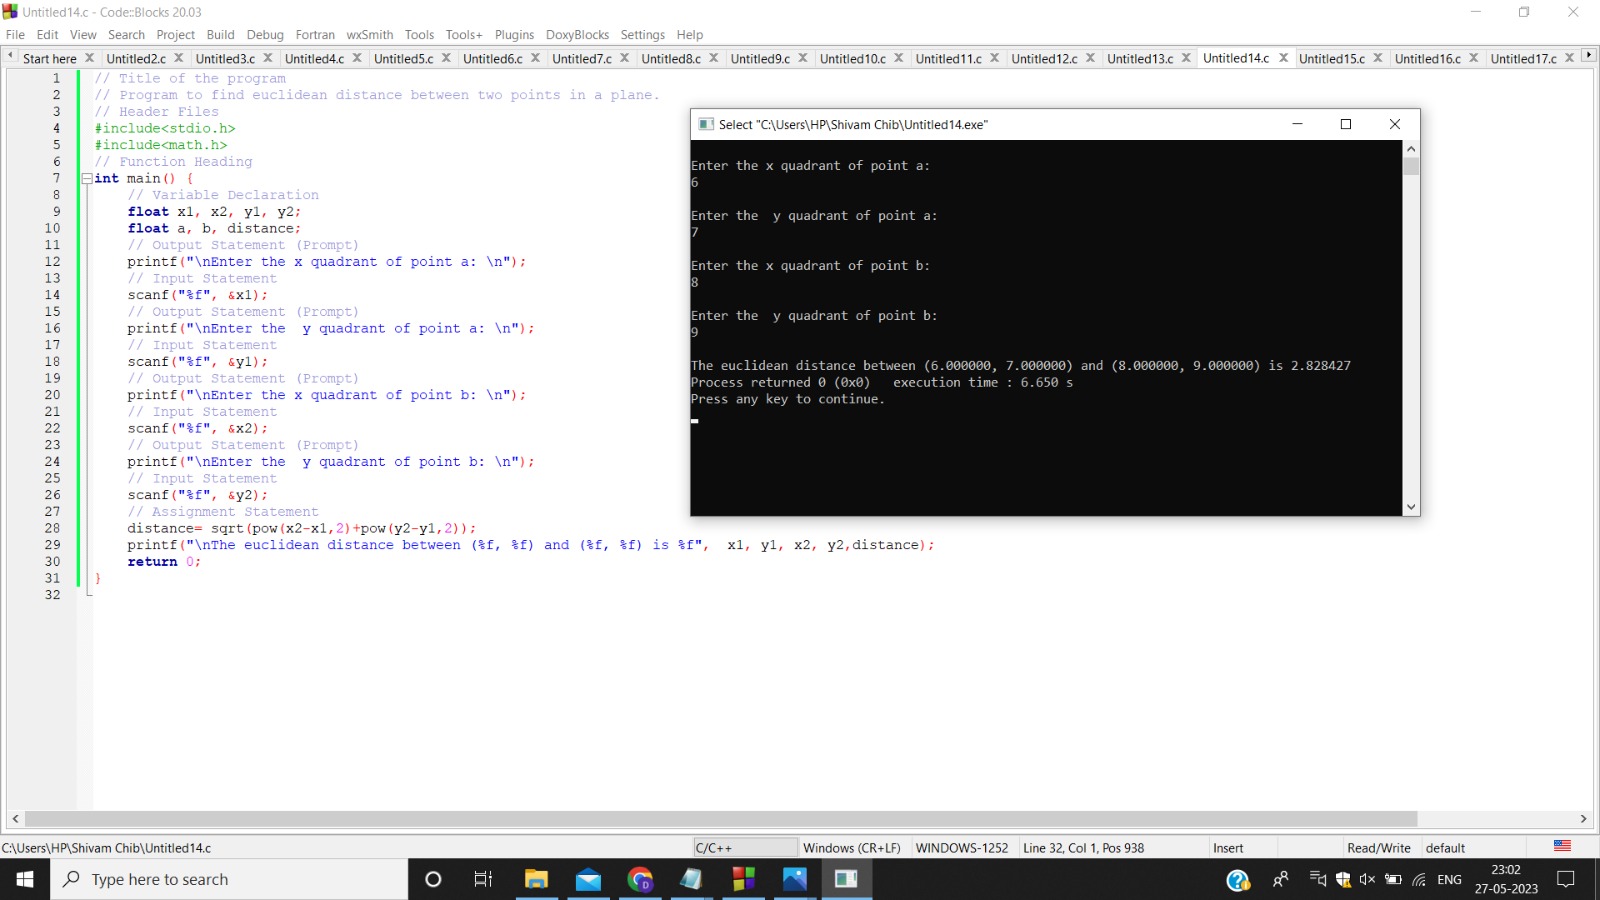 Untitled14.c - Code::Blocks 20.03
File Edit View Search Project Build Debug Fortran wxSmith Tools Tools+ Plugins DoxyBlocks Settings Help
Start here Untitled2.c Untitled3.c Untitled4.c Untitled5.c Untitled6.c Untitled7.c Untitled8.c Untitled9.c Untitled10.c Untitled11.c Untitled12.c Untitled13.c Untitled14.c Untitled15.c Untitled16.c Untitled17.c
1 // Title of the program
2 // Program to find euclidean distance between two points in a plane.
3 // Header Files
4 #include<stdio.h>
5 #include<math.h>
6 // Function Heading
7 int main() {
8 // Variable Declaration
9 float x1, x2, y1, y2;
10 float a, b, distance;
11 // Output Statement (Prompt)
12 printf("\nEnter the x quadrant of point a: \n");
13 // Input Statement
14 scanf("%f", &x1);
15 // Output Statement (Prompt)
16 printf("\nEnter the  y quadrant of point a: \n");
17 // Input Statement
18 scanf("%f", &y1);
19 // Output Statement (Prompt)
20 printf("\nEnter the x quadrant of point b: \n");
21 // Input Statement
22 scanf("%f", &x2);
23 // Output Statement (Prompt)
24 printf("\nEnter the  y quadrant of point b: \n");
25 // Input Statement
26 scanf("%f", &y2);
27 // Assignment Statement
28 distance= sqrt(pow(x2-x1,2)+pow(y2-y1,2));
29 printf("\nThe euclidean distance between (%f, %f) and (%f, %f) is %f",  x1, y1, x2, y2,distance);
30 return 0;
31 }
32
Select "C:\Users\HP\Shivam Chib\Untitled14.exe"
Enter the x quadrant of point a:
6
Enter the  y quadrant of point a:
7
Enter the x quadrant of point b:
8
Enter the  y quadrant of point b:
9
The euclidean distance between (6.000000, 7.000000) and (8.000000, 9.000000) is 2.828427
Process returned 0 (0x0)   execution time : 6.650 s
Press any key to continue.
C:\Users\HP\Shivam Chib\Untitled14.c C/C++ Windows (CR+LF) WINDOWS-1252 Line 32, Col 1, Pos 938 Insert Read/Write default
Type here to search
ENG
23:02
27-05-2023